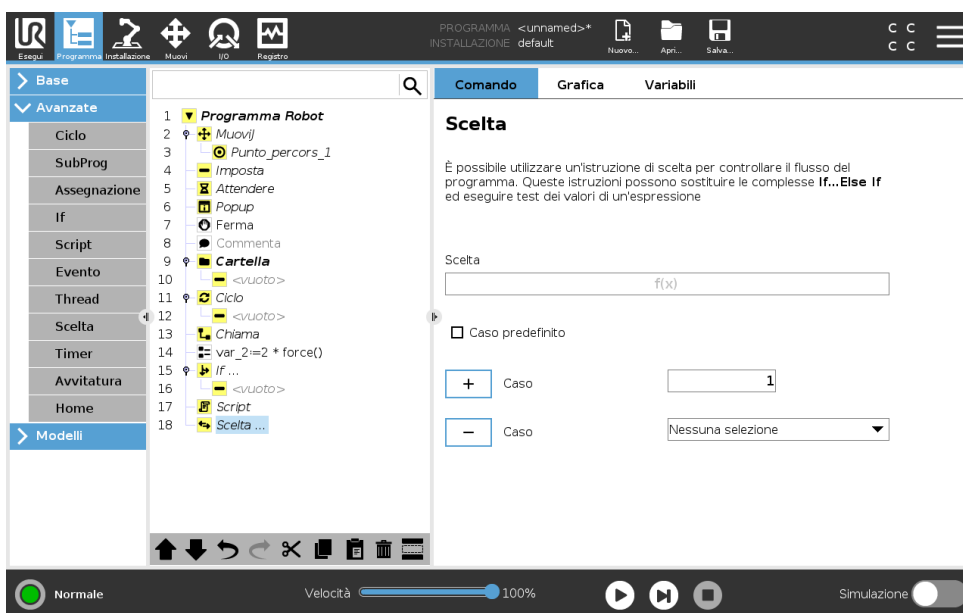 PROGRAMMA <unnamed>*
INSTALLAZIONE default
Esegui
Programma
Installazione
Muovi
I/O
Registro
Nuovo...
Apri...
Salva...
C C
C C
Base
Avanzate
Ciclo
SubProg
Assegnazione
If
Script
Evento
Thread
Scelta
Timer
Avvitatura
Home
Modelli
1 Programma Robot
2 MuoviJ
3 Punto_percors_1
4 Imposta
5 Attendere
6 Popup
7 Ferma
8 Commenta
9 Cartella
10 <vuoto>
11 Ciclo
12 <vuoto>
13 Chiama
14 var_2:=2 * force()
15 If ...
16 <vuoto>
17 Script
18 Scelta ...
Comando Grafica Variabili
Scelta
È possibile utilizzare un'istruzione di scelta per controllare il flusso del
programma. Queste istruzioni possono sostituire le complesse If...Else If
ed eseguire test dei valori di un'espressione
Scelta
f(x)
Caso predefinito
+ Caso 1
− Caso Nessuna selezione
Normale
Velocità 100%
Simulazione